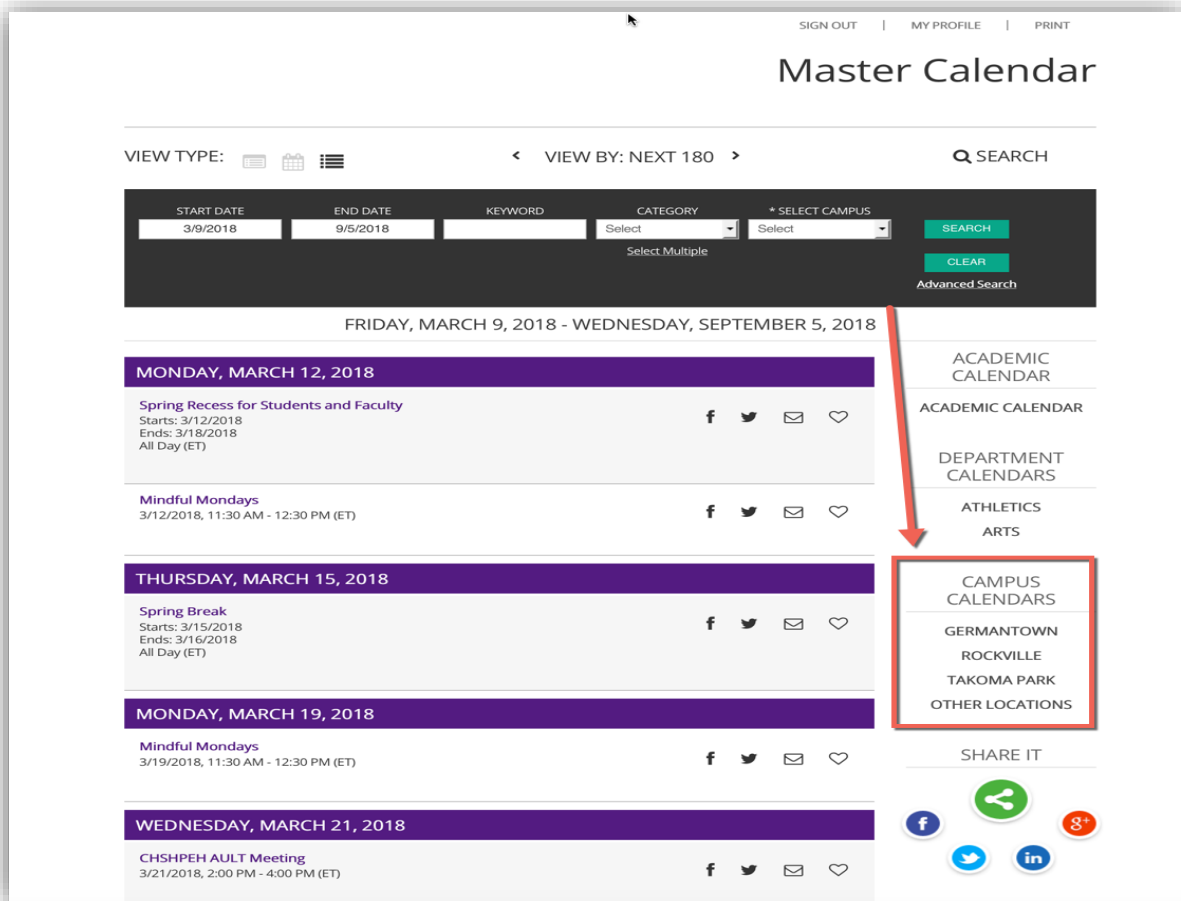 SIGN OUT | MY PROFILE | PRINT
Master Calendar
VIEW TYPE:
VIEW BY: NEXT 180
SEARCH
START DATE END DATE KEYWORD CATEGORY * SELECT CAMPUS
3/9/2018 9/5/2018 Select Select SEARCH
Select Multiple
CLEAR
Advanced Search
FRIDAY, MARCH 9, 2018 - WEDNESDAY, SEPTEMBER 5, 2018
MONDAY, MARCH 12, 2018
Spring Recess for Students and Faculty
Starts: 3/12/2018
Ends: 3/18/2018
All Day (ET)
Mindful Mondays
3/12/2018, 11:30 AM - 12:30 PM (ET)
THURSDAY, MARCH 15, 2018
Spring Break
Starts: 3/15/2018
Ends: 3/16/2018
All Day (ET)
MONDAY, MARCH 19, 2018
Mindful Mondays
3/19/2018, 11:30 AM - 12:30 PM (ET)
WEDNESDAY, MARCH 21, 2018
CHSHPEH AULT Meeting
3/21/2018, 2:00 PM - 4:00 PM (ET)
ACADEMIC
CALENDAR
ACADEMIC CALENDAR
DEPARTMENT
CALENDARS
ATHLETICS
ARTS
CAMPUS
CALENDARS
GERMANTOWN
ROCKVILLE
TAKOMA PARK
OTHER LOCATIONS
SHARE IT